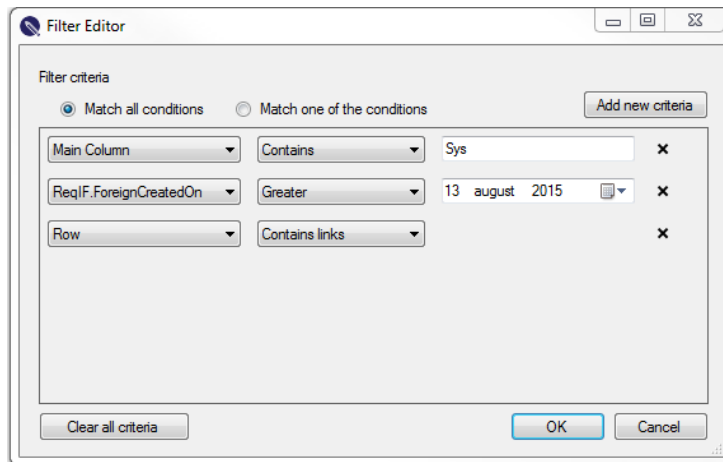 Filter Editor
Filter criteria
Match all conditions Match one of the conditions Add new criteria
Main Column Contains Sys
ReqIF.ForeignCreatedOn Greater 13 august 2015
Row Contains links
Clear all criteria OK Cancel